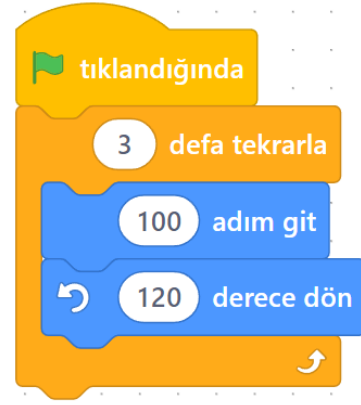 tıklandığında
3 defa tekrarla
100 adım git
120 derece dön